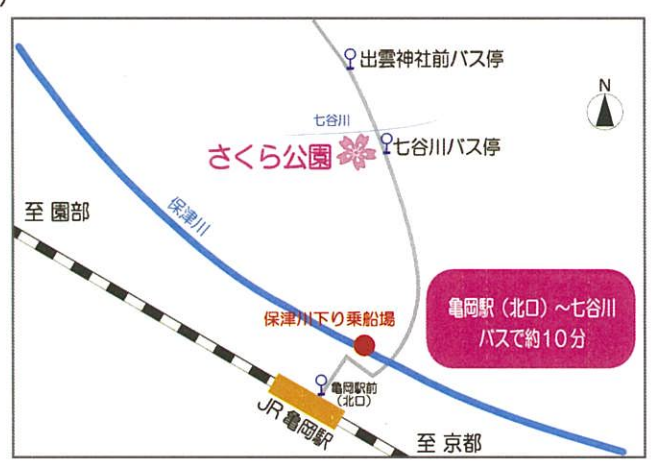 出雲神社前バス停
N
七谷川
さくら公園
七谷川バス停
至 園部
保津川
亀岡駅（北口）～七谷川
バスで約10分
保津川下り乗船場
亀岡駅前
（北口）
JR 亀岡駅
至 京都